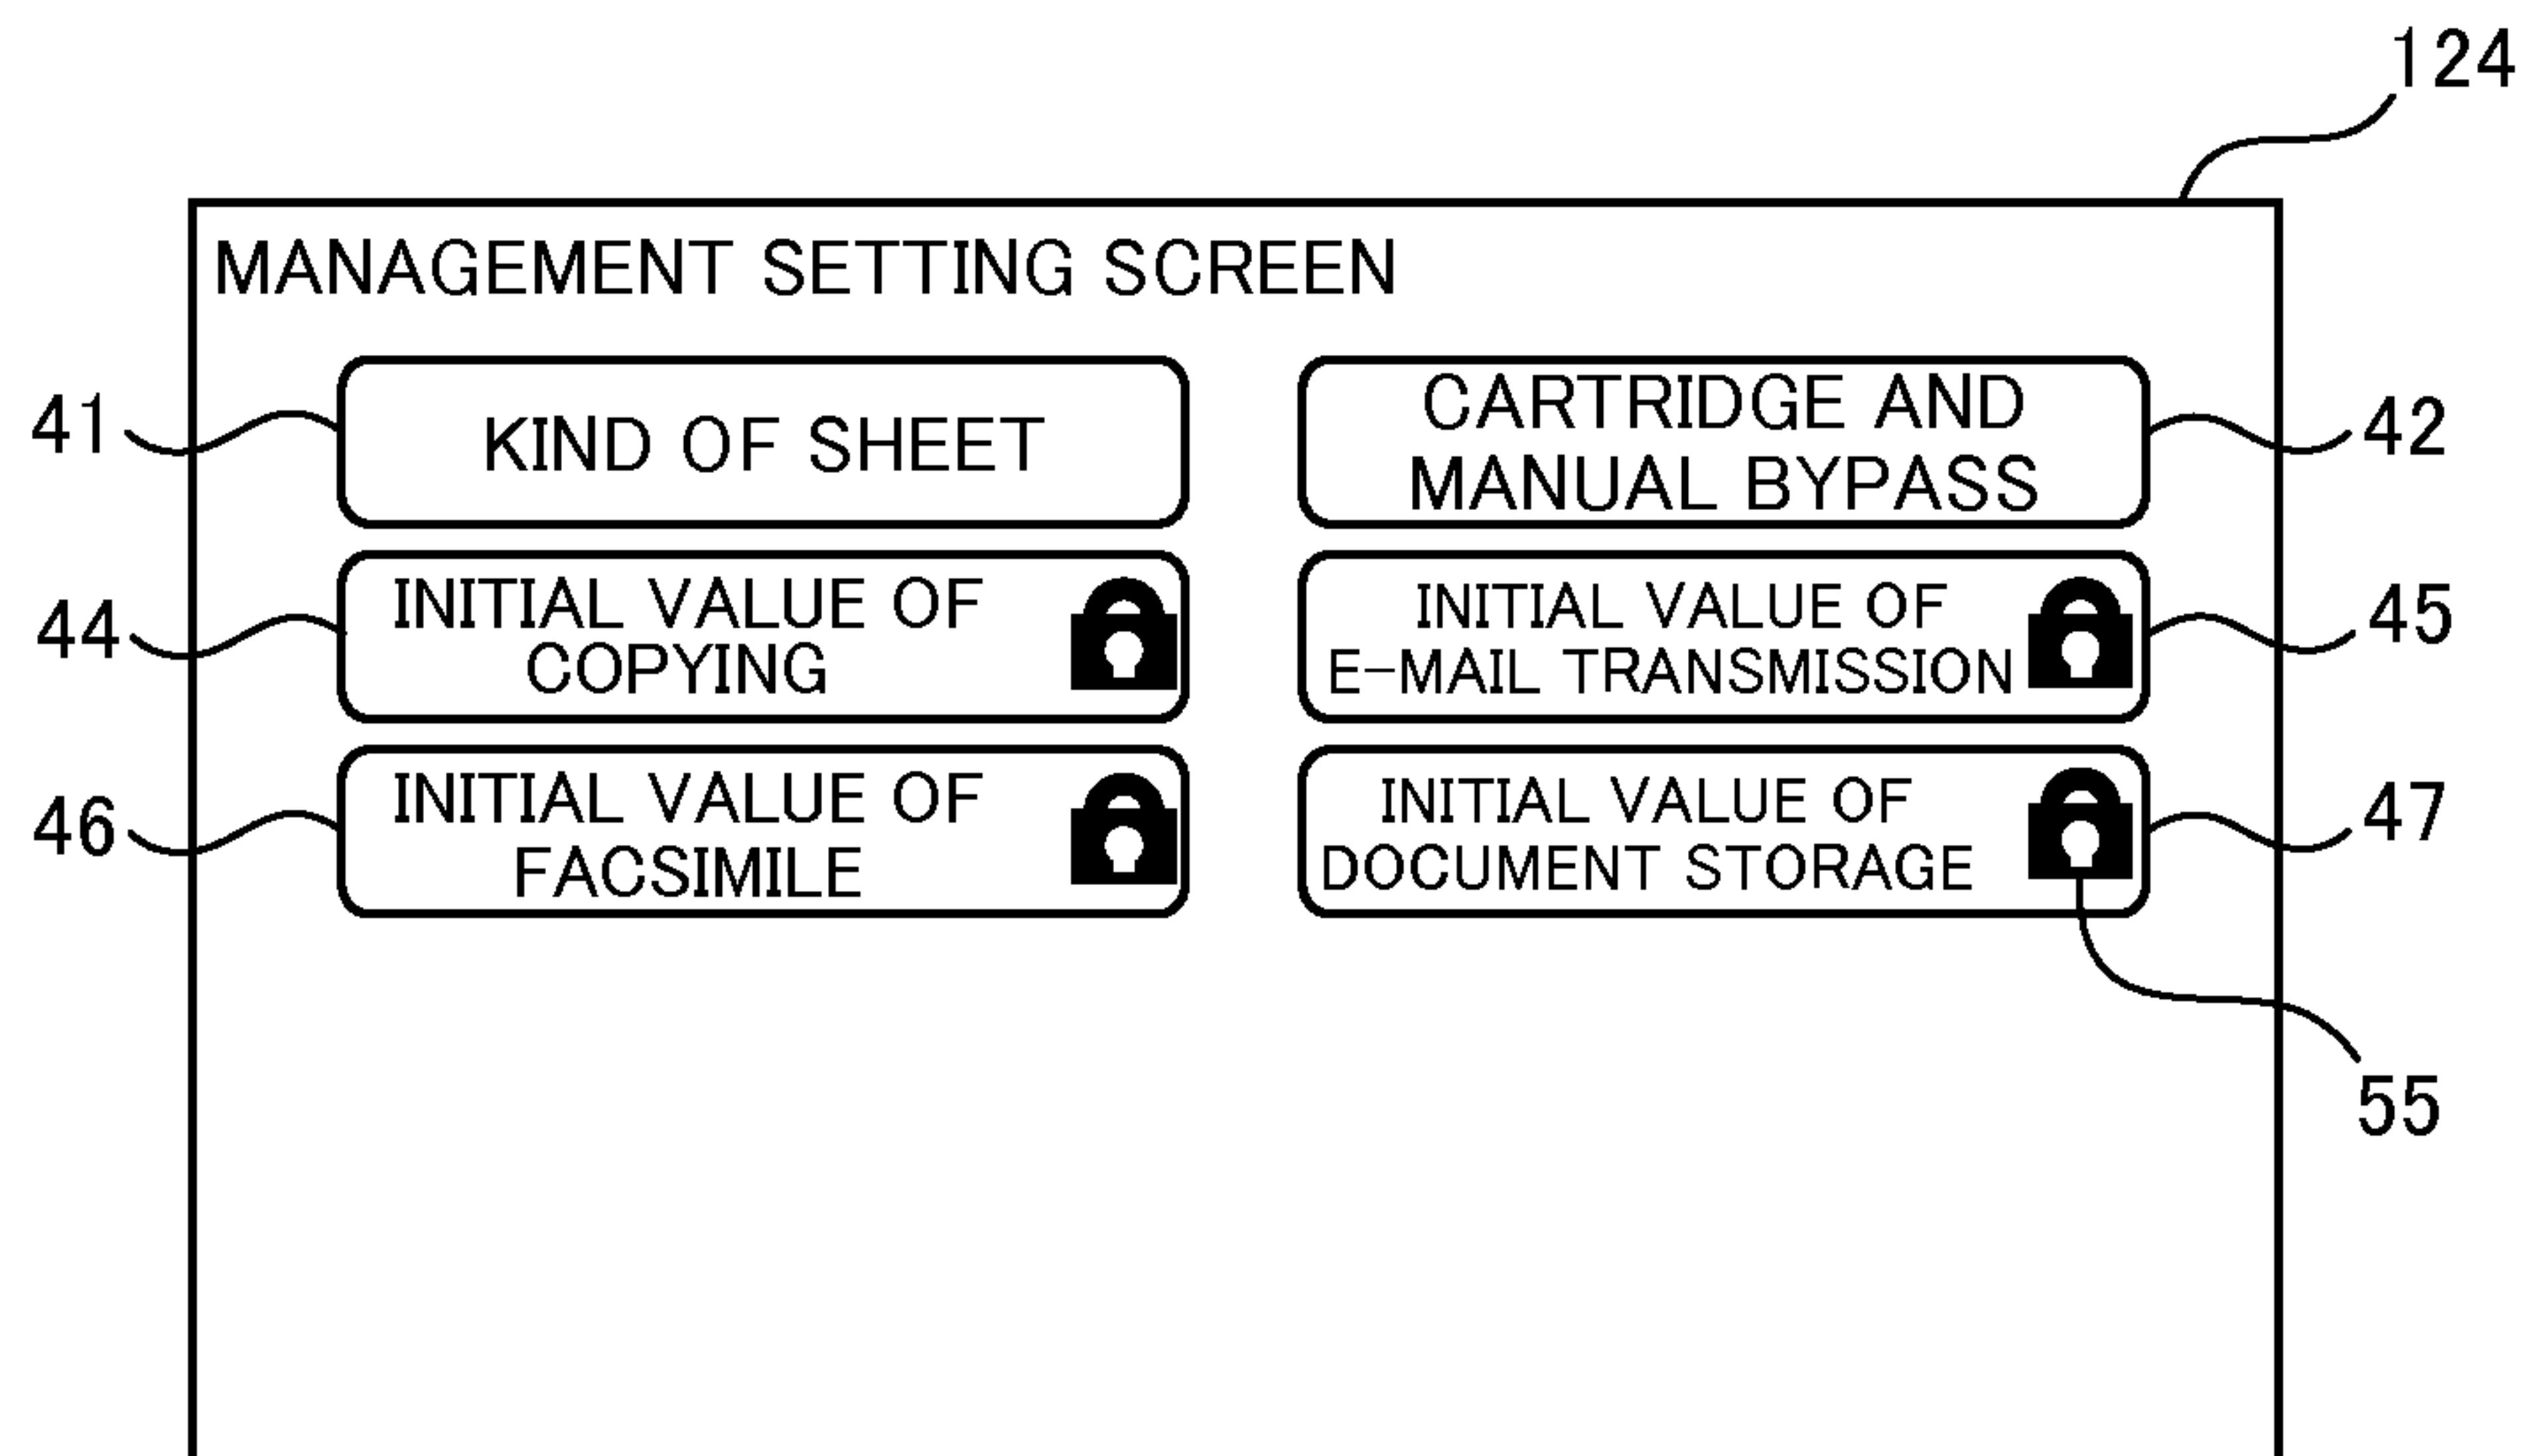 124
MANAGEMENT SETTING SCREEN
41
KIND OF SHEET
CARTRIDGE AND
MANUAL BYPASS
42
44
INITIAL VALUE OF
COPYING
INITIAL VALUE OF
E-MAIL TRANSMISSION
45
46
INITIAL VALUE OF
FACSIMILE
INITIAL VALUE OF
DOCUMENT STORAGE
47
55